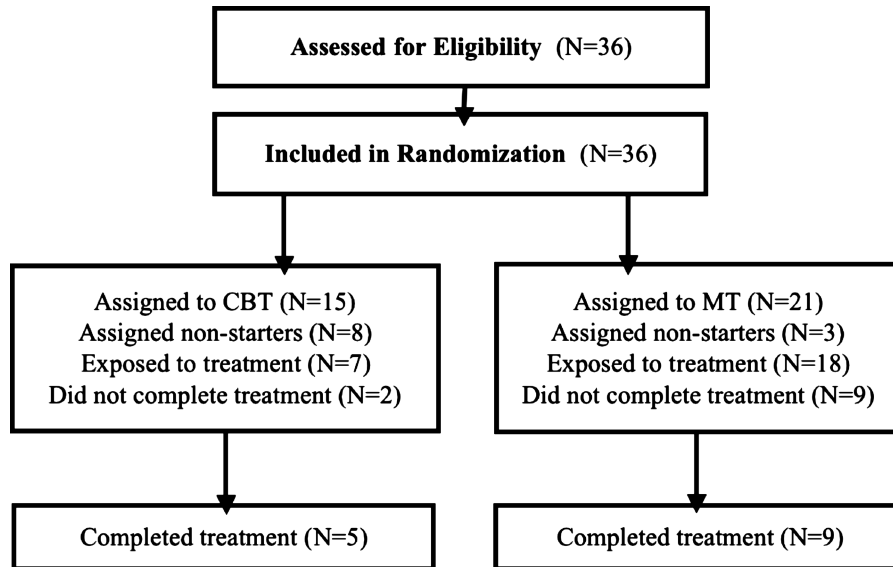 Assessed for Eligibility (N=36)
Included in Randomization (N=36)
Assigned to CBT (N=15)
Assigned non-starters (N=8)
Exposed to treatment (N=7)
Did not complete treatment (N=2)
Assigned to MT (N=21)
Assigned non-starters (N=3)
Exposed to treatment (N=18)
Did not complete treatment (N=9)
Completed treatment (N=5)
Completed treatment (N=9)